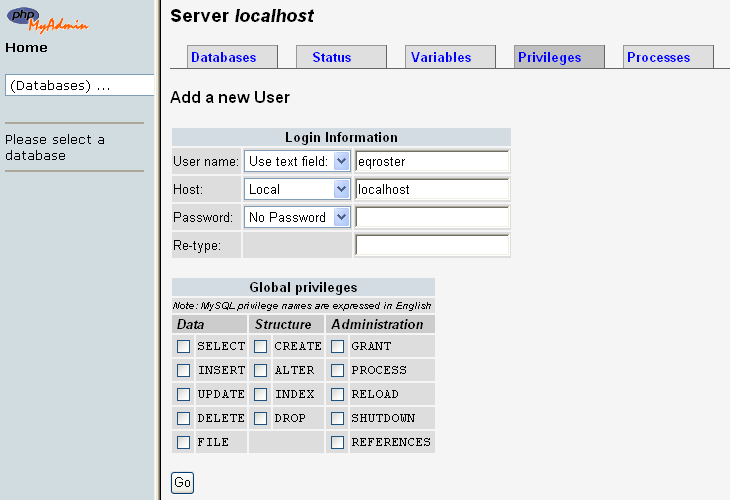 php
MyAdmin
Home
(Databases) ...
Please select a
database
Server localhost
Databases Status Variables Privileges Processes
Add a new User
Login Information
User name: Use text field: eqroster
Host: Local localhost
Password: No Password
Re-type:
Global privileges
Note: MySQL privilege names are expressed in English
Data Structure Administration
SELECT CREATE GRANT
INSERT ALTER PROCESS
UPDATE INDEX RELOAD
DELETE DROP SHUTDOWN
FILE REFERENCES
Go